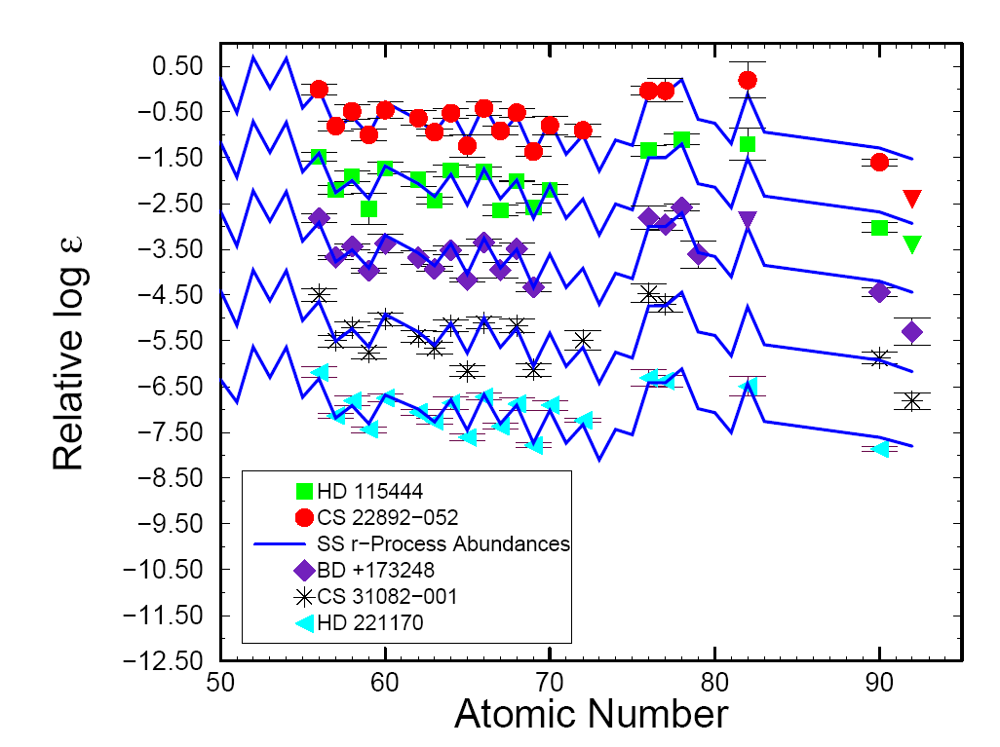 Relative log ε
0.50
−0.50
−1.50
−2.50
−3.50
−4.50
−5.50
−6.50
−7.50
−8.50
−9.50
−10.50
−11.50
−12.50
HD 115444
CS 22892−052
SS r−Process Abundances
BD +173248
CS 31082−001
HD 221170
50 60 70 80 90
Atomic Number